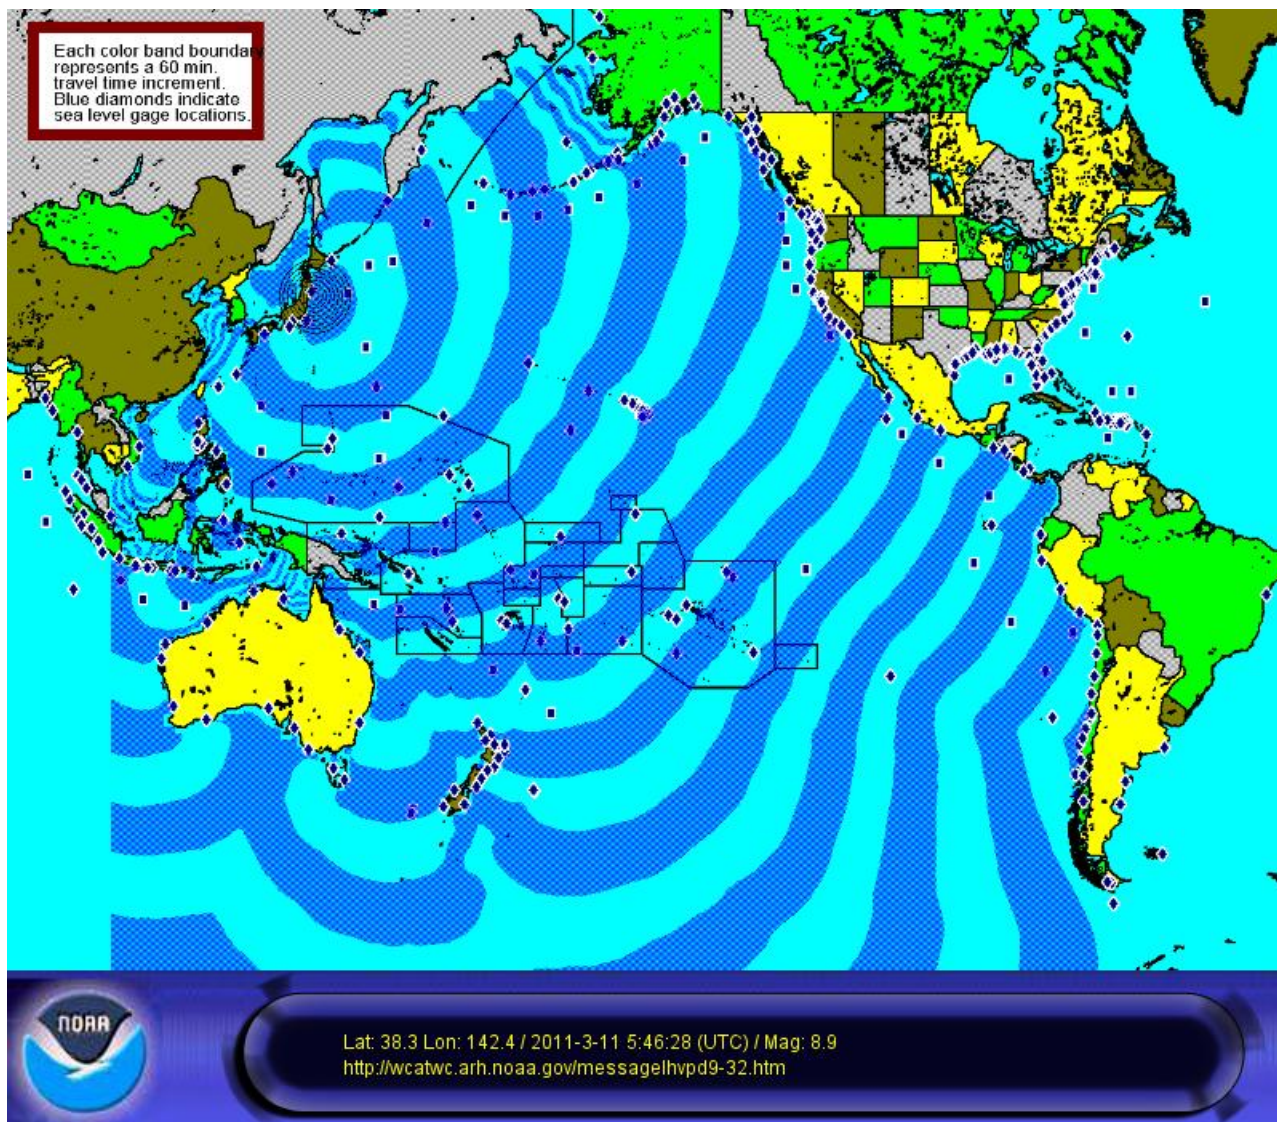 Each color band boundary
represents a 60 min.
travel time increment.
Blue diamonds indicate
sea level gage locations.
NOAA
Lat: 38.3 Lon: 142.4 / 2011-3-11 5:46:28 (UTC) / Mag: 8.9
http://wcatwc.arh.noaa.gov/messagelhvpd9-32.htm